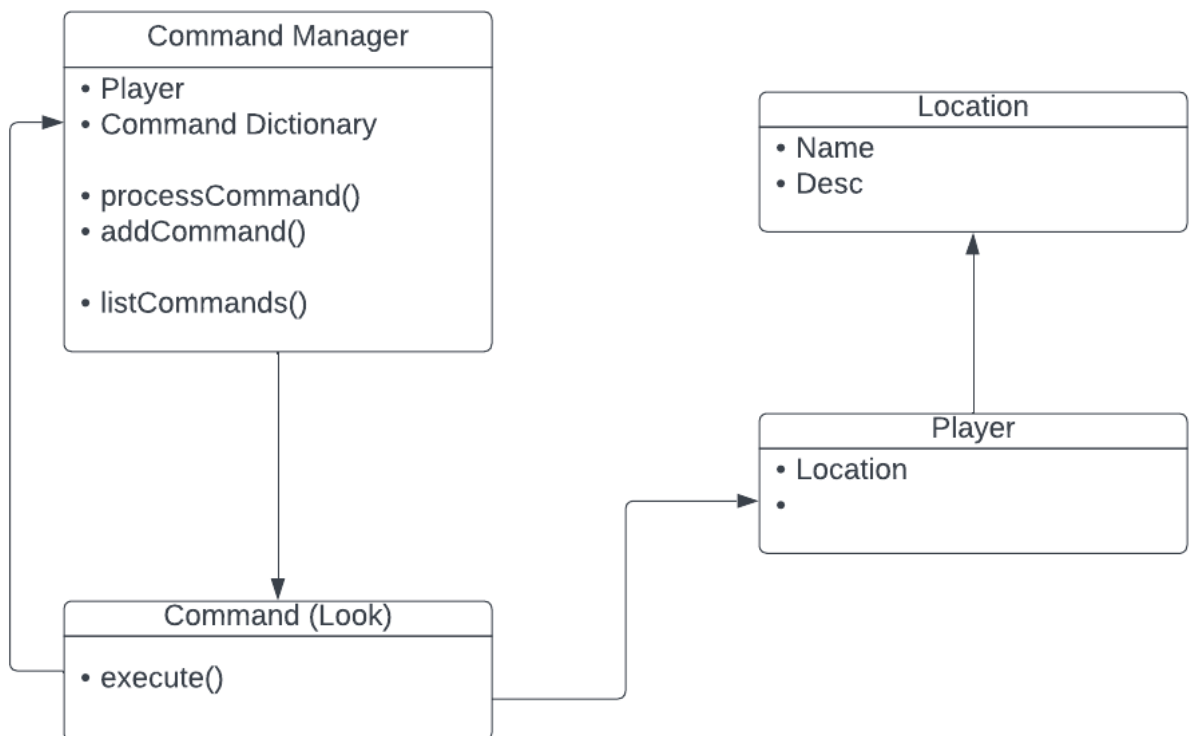 Command Manager
• Player
• Command Dictionary
• processCommand()
• addCommand()
• listCommands()
Location
• Name
• Desc
Player
• Location
•
Command (Look)
• execute()